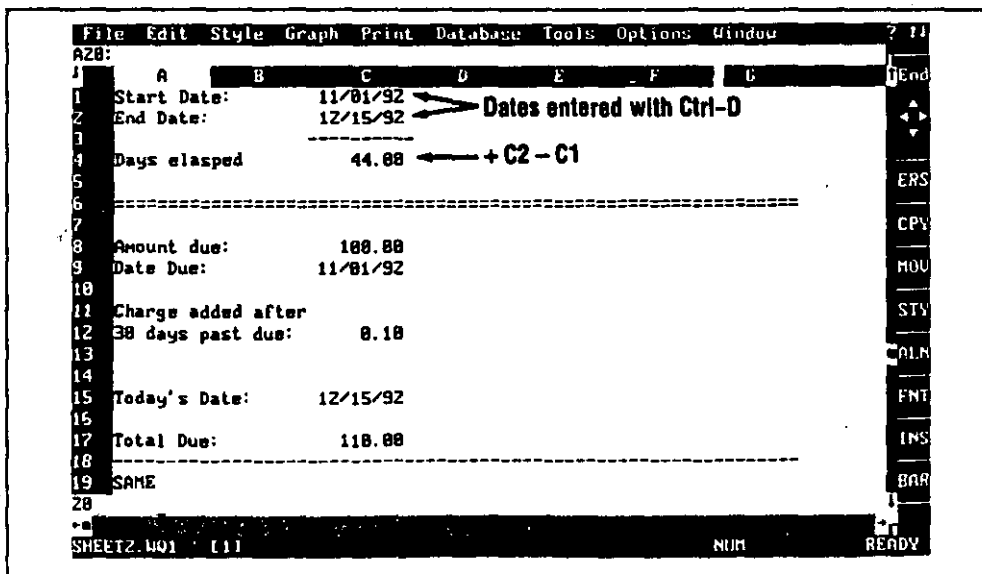 File Edit Style Graph Print Database Tools Options Window ? ↑↓
A20:
A B C D E F G End
1 Start Date: 11/01/92 Dates entered with Ctrl-D
2 End Date: 12/15/92
3 ----------
4 Days elasped 44.00 + C2 – C1
5 ERS
6 ==========================================================================
7 CPY
8 Amount due: 100.00
9 Date Due: 11/01/92 MOV
10
11 Charge added after STY
12 30 days past due: 0.10
13 ALN
14
15 Today's Date: 12/15/92 FNT
16
17 Total Due: 110.00 INS
18 --------------------------------------------------------------------------
19 SAME BAR
20
SHEET2.WQ1 [1] NUM READY